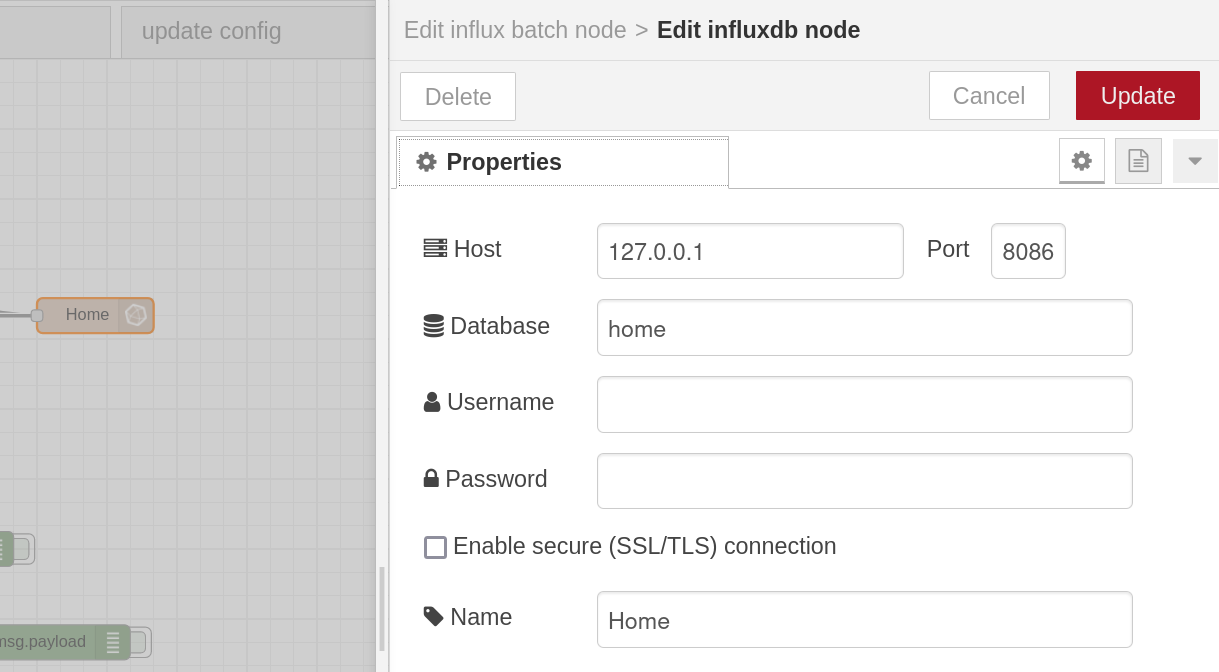 update config
Edit influx batch node > Edit influxdb node
Delete
Cancel
Update
Properties
Host
127.0.0.1
Port
8086
Database
home
Username
Password
Enable secure (SSL/TLS) connection
Name
Home
Home
msg.payload